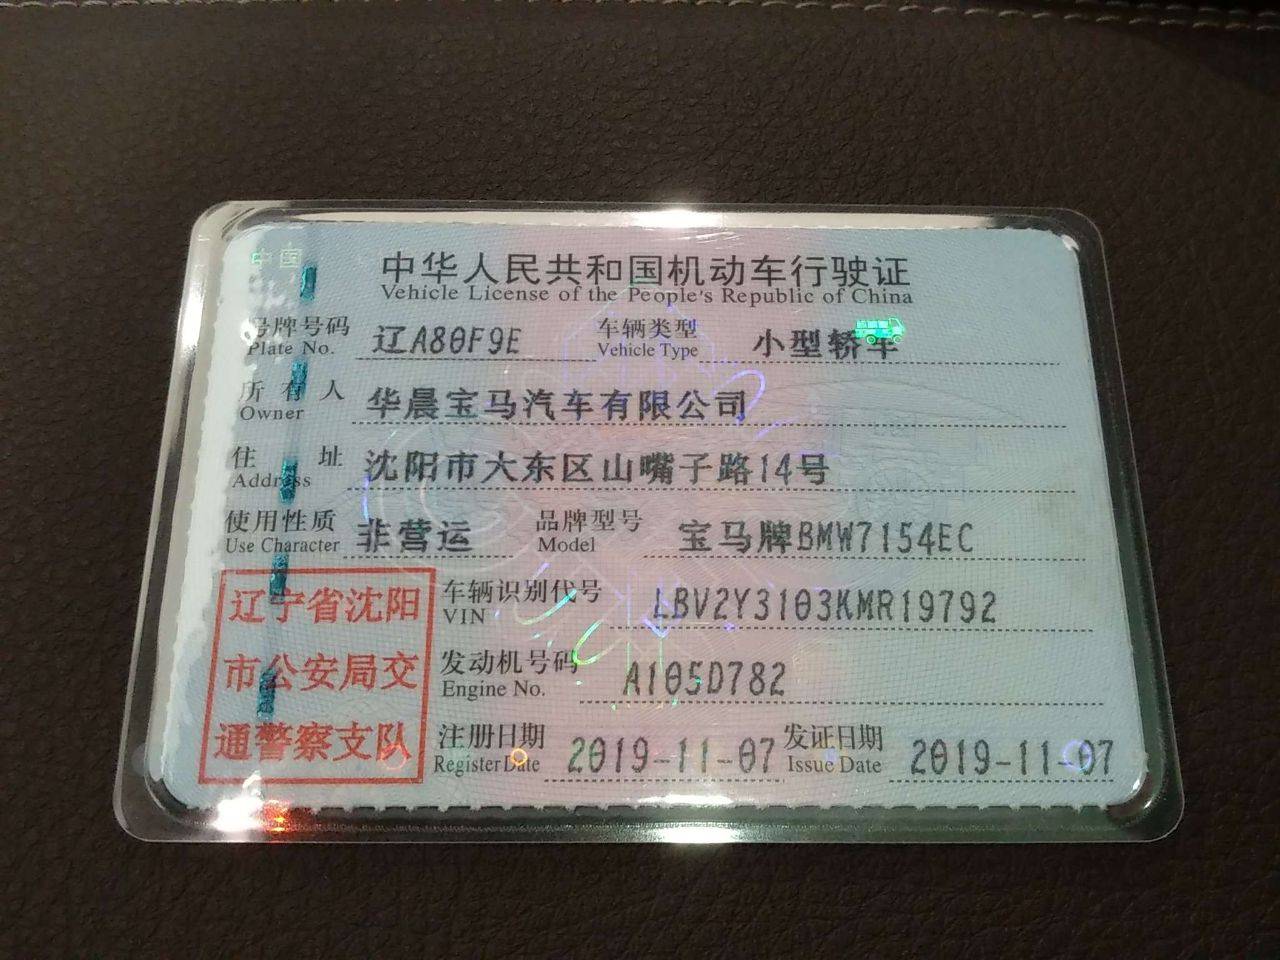 中国
中华人民共和国机动车行驶证
Vehicle License of the People's Republic of China
号牌号码 辽A80F9E 车辆类型 小型轿车
Plate No. Vehicle Type
所有人 华晨宝马汽车有限公司
Owner
住址 沈阳市大东区山嘴子路14号
Address
使用性质 非营运 品牌型号 宝马牌BMW7154EC
Use Character Model
辽宁省沈阳
市公安局交
通警察支队
车辆识别代号 LBV2Y3103KMR19792
VIN
发动机号码 A105D782
Engine No.
注册日期 2019-11-07 发证日期 2019-11-07
Register Date Issue Date